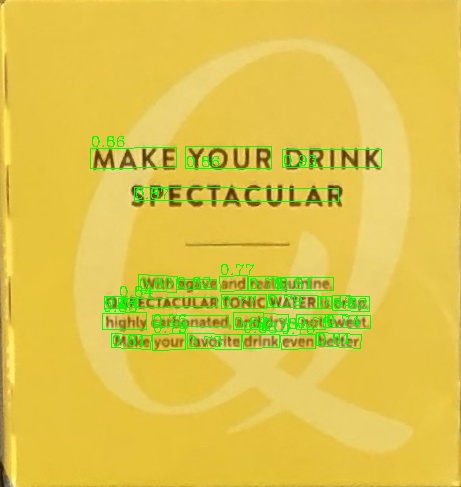 Q
MAKE YOUR DRINK
SPECTACULAR
With agave and real quinine,
Q SPECTACULAR TONIC WATER is crisp,
highly carbonated, and dry, not sweet.
Make your favorite drink even better